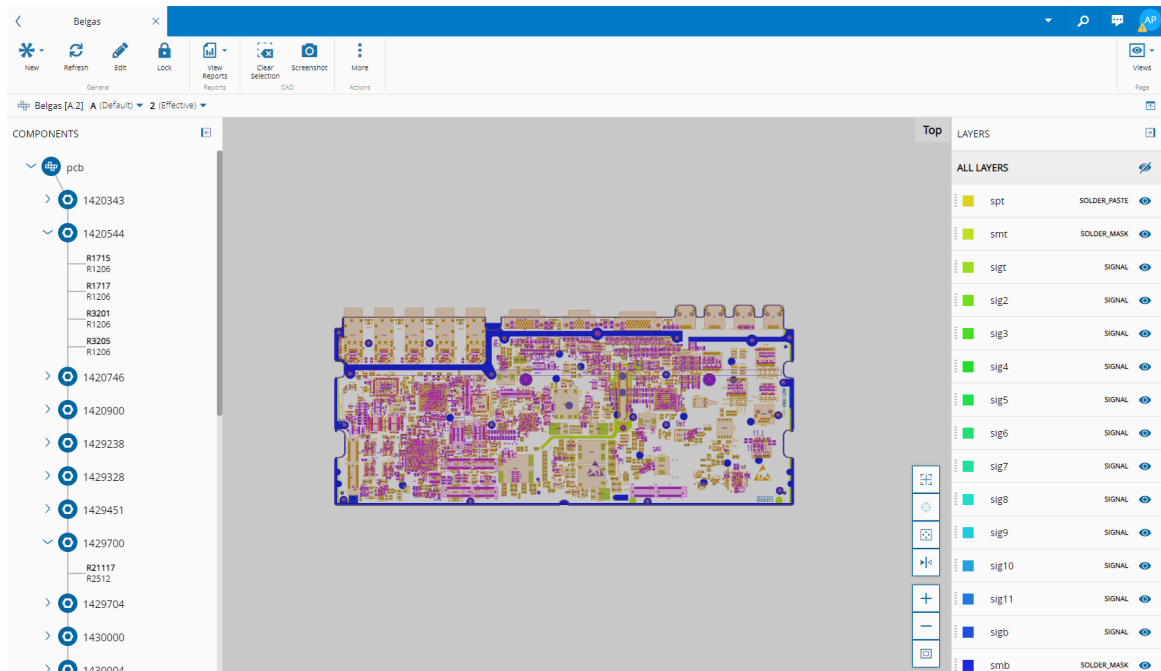 Belgas
AP
New
Refresh
Edit
Lock
View
Reports
Clear
Selection
Screenshot
More
Views
General
Reports
CAD
Actions
Page
Belgas [A.2] A (Default) 2 (Effective)
COMPONENTS
pcb
1420343
1420544
R1715
R1206
R1717
R1206
R3201
R1206
R3205
R1206
1420746
1420900
1429238
1429328
1429451
1429700
R21117
R2512
1429704
1430000
1430004
Top
LAYERS
ALL LAYERS
spt SOLDER_PASTE
smt SOLDER_MASK
sigt SIGNAL
sig2 SIGNAL
sig3 SIGNAL
sig4 SIGNAL
sig5 SIGNAL
sig6 SIGNAL
sig7 SIGNAL
sig8 SIGNAL
sig9 SIGNAL
sig10 SIGNAL
sig11 SIGNAL
sigb SIGNAL
smb SOLDER_MASK